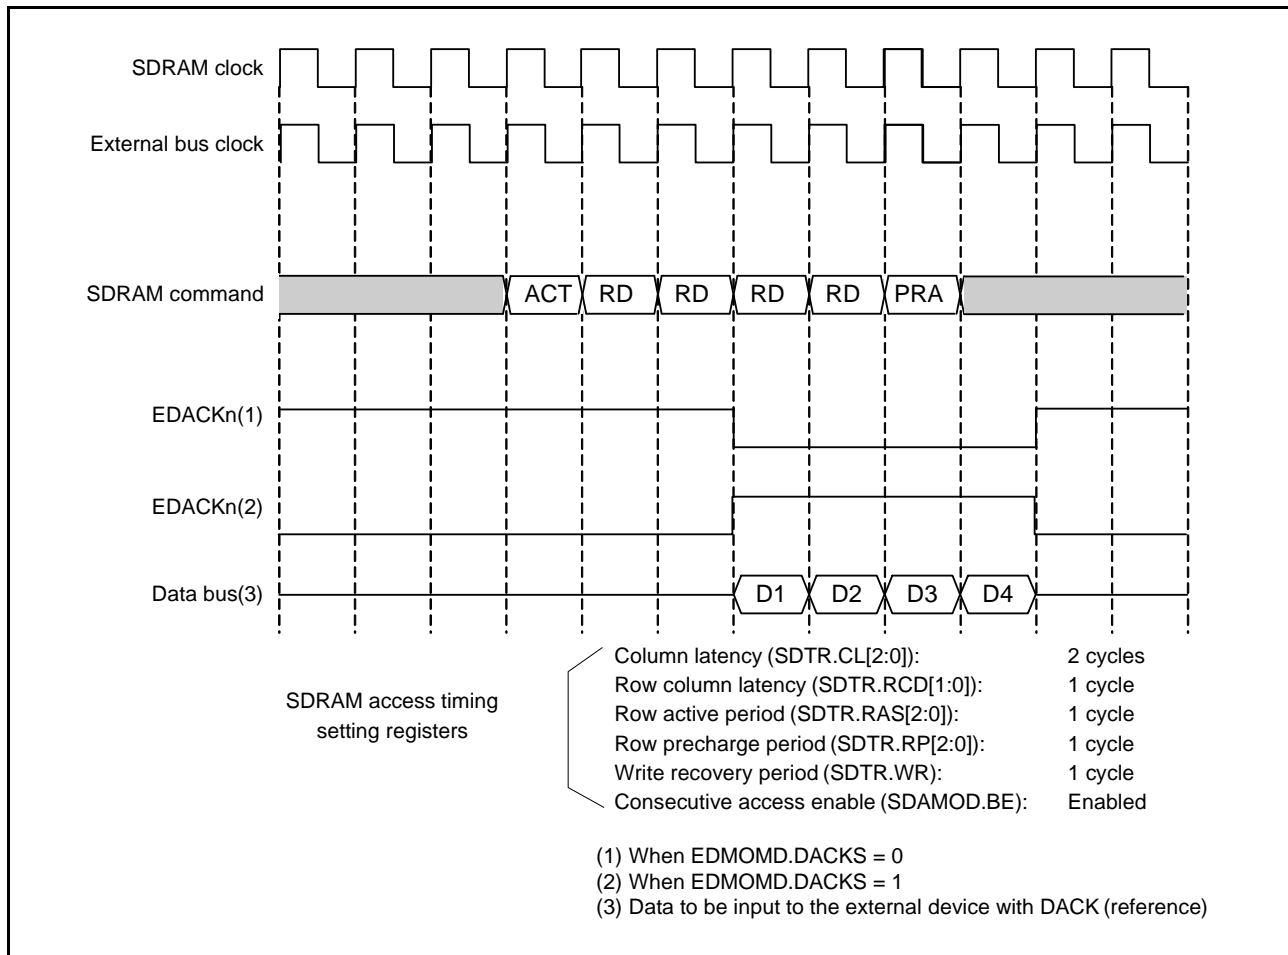 SDRAM clock
External bus clock
SDRAM command ACT RD RD RD RD PRA
EDACKn(1)
EDACKn(2)
Data bus(3) D1 D2 D3 D4
SDRAM access timing
setting registers
Column latency (SDTR.CL[2:0]): 2 cycles
Row column latency (SDTR.RCD[1:0]): 1 cycle
Row active period (SDTR.RAS[2:0]): 1 cycle
Row precharge period (SDTR.RP[2:0]): 1 cycle
Write recovery period (SDTR.WR): 1 cycle
Consecutive access enable (SDAMOD.BE): Enabled
(1) When EDMOMD.DACKS = 0
(2) When EDMOMD.DACKS = 1
(3) Data to be input to the external device with DACK (reference)